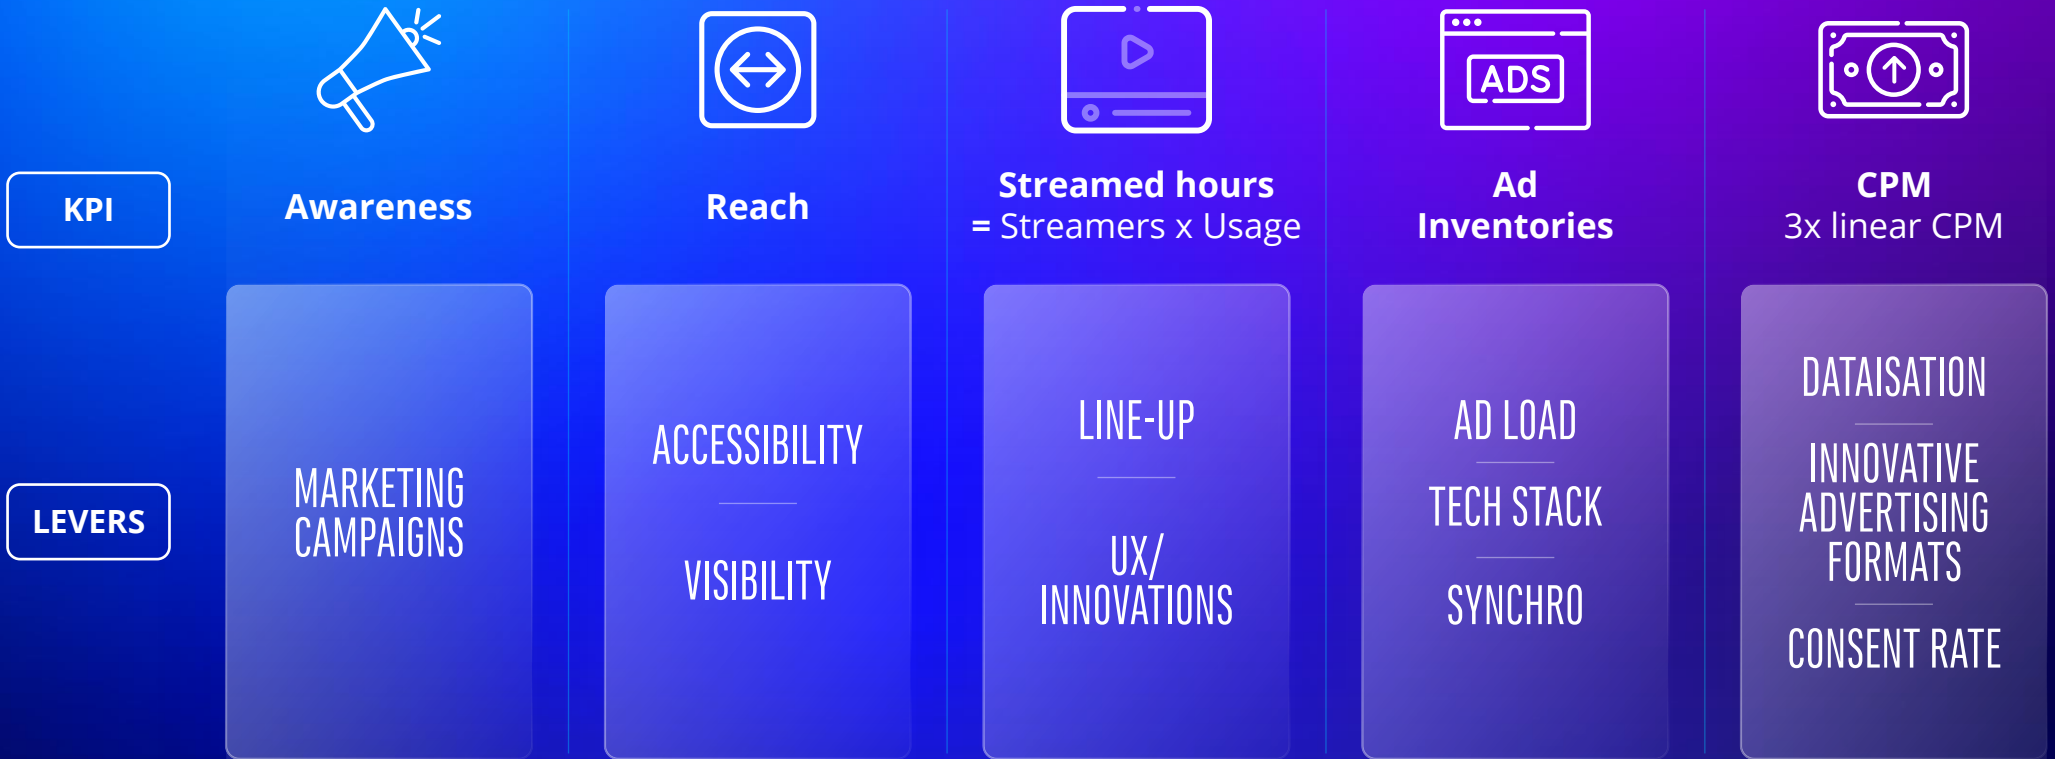 ADS
KPI
Awareness
Reach
Streamed hours
= Streamers x Usage
Ad
Inventories
CPM
3x linear CPM
LEVERS
MARKETING
CAMPAIGNS
ACCESSIBILITY
VISIBILITY
LINE-UP
UX/
INNOVATIONS
AD LOAD
TECH STACK
SYNCHRO
DATAISATION
INNOVATIVE
ADVERTISING
FORMATS
CONSENT RATE